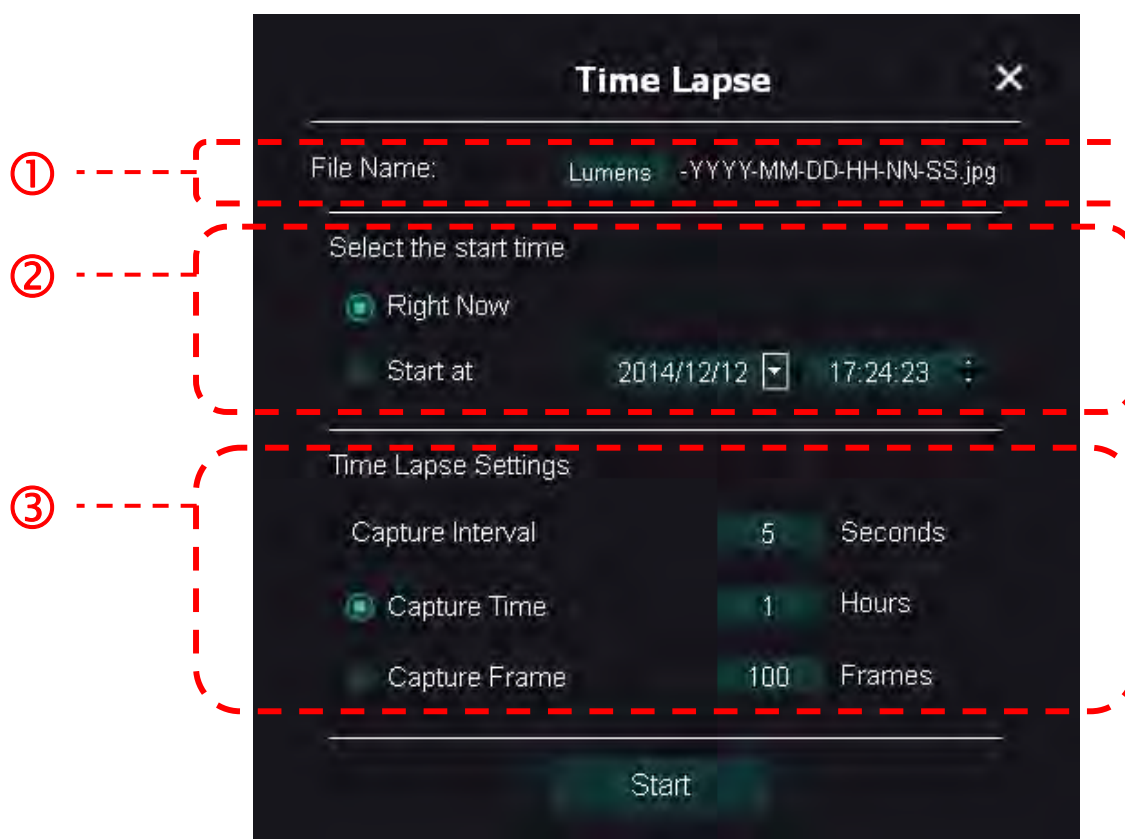 Time Lapse ×
① File Name: Lumens -YYYY-MM-DD-HH-NN-SS.jpg
② Select the start time
Right Now
Start at 2014/12/12 17:24:23
Time Lapse Settings
③ Capture Interval 5 Seconds
Capture Time 1 Hours
Capture Frame 100 Frames
Start